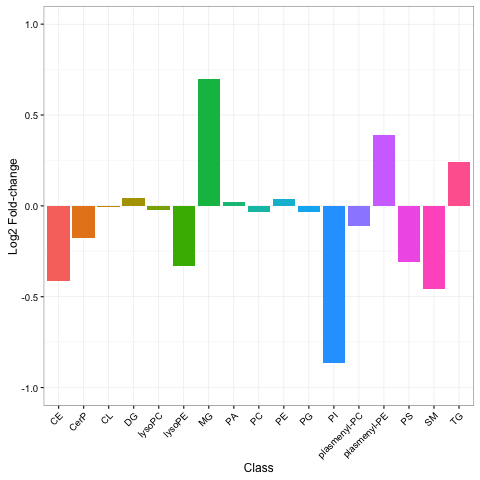 1.0
0.5
0.0
-0.5
-1.0
Log2 Fold-change
CE
CerP
CL
DG
lysoPC
lysoPE
MG
PA
PC
PE
PG
PI
plasmenyl-PC
plasmenyl-PE
PS
SM
TG
Class